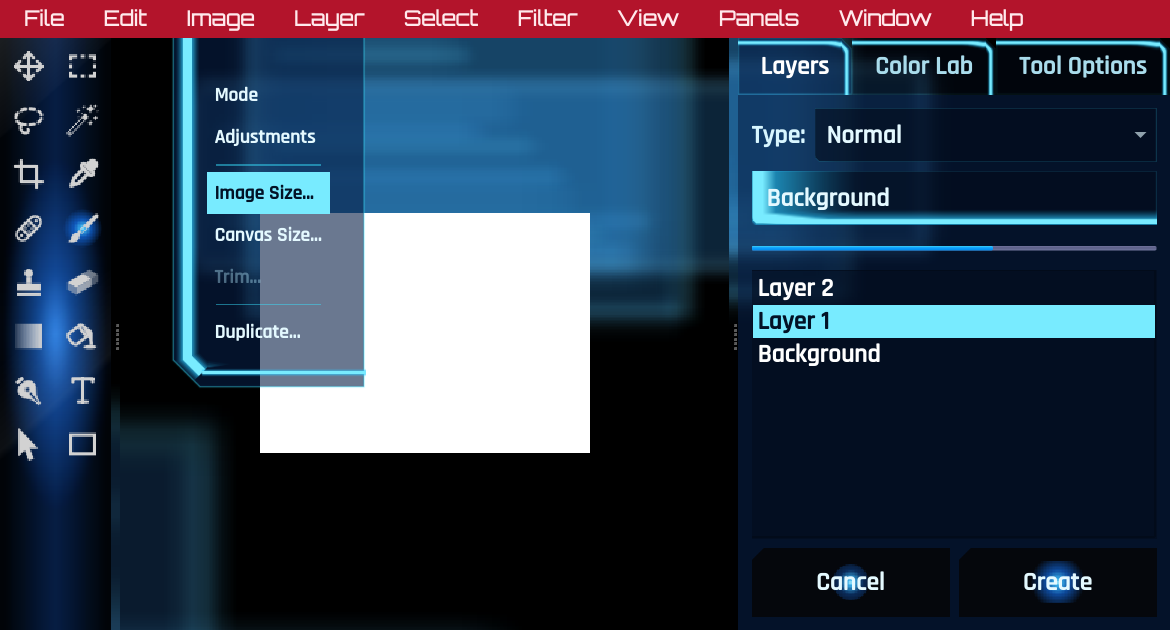 File Edit Image Layer Select Filter View Panels Window Help
Mode
Adjustments
Image Size...
Canvas Size...
Trim...
Duplicate...
Layers Color Lab Tool Options
Type: Normal
Background
Layer 2
Layer 1
Background
Cancel Create